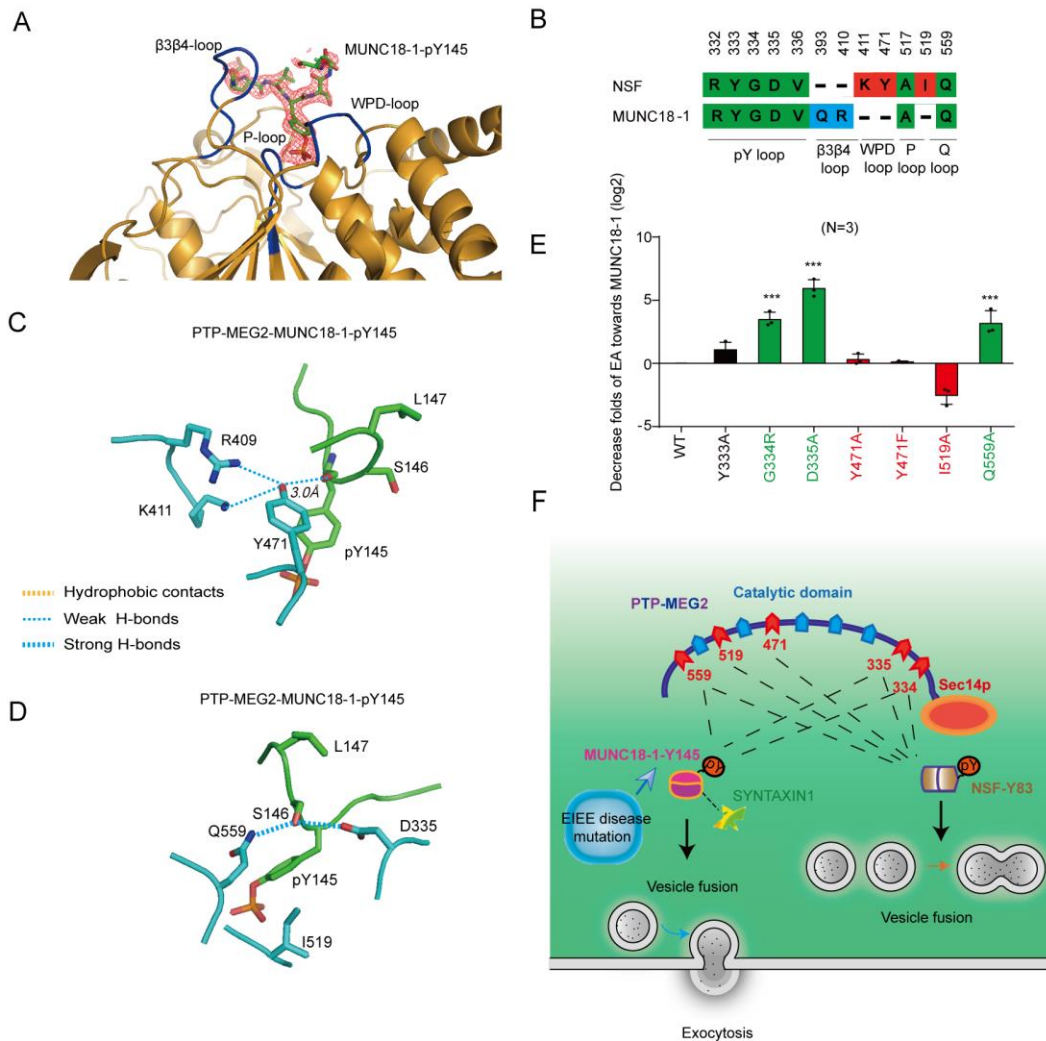 A
β3β4-loop
MUNC18-1-pY145
WPD-loop
P-loop
B
332 333 334 335 336 393 410 411 471 517 519 559
NSF R Y G D V - - K Y A I Q
MUNC18-1 R Y G D V Q R - - A - Q
pY loop β3β4 loop WPD loop P loop Q loop
C
PTP-MEG2-MUNC18-1-pY145
L147
R409
S146
3.0Å
K411
Y471
pY145
Hydrophobic contacts
Weak H-bonds
Strong H-bonds
D
PTP-MEG2-MUNC18-1-pY145
L147
S146
Q559
D335
pY145
I519
E
(N=3)
Decrease folds of EA towards MUNC18-1 (log2)
10
5
0
-5
*** *** ***
WT Y333A G334R D335A Y471A Y471F I519A Q559A
F
PTP-MEG2
Catalytic domain
559 519 471 335 334
Sec14p
MUNC18-1-Y145
pY
SYNTAXIN1
EIEE disease
mutation
pY
NSF-Y83
Vesicle fusion
Vesicle fusion
Exocytosis